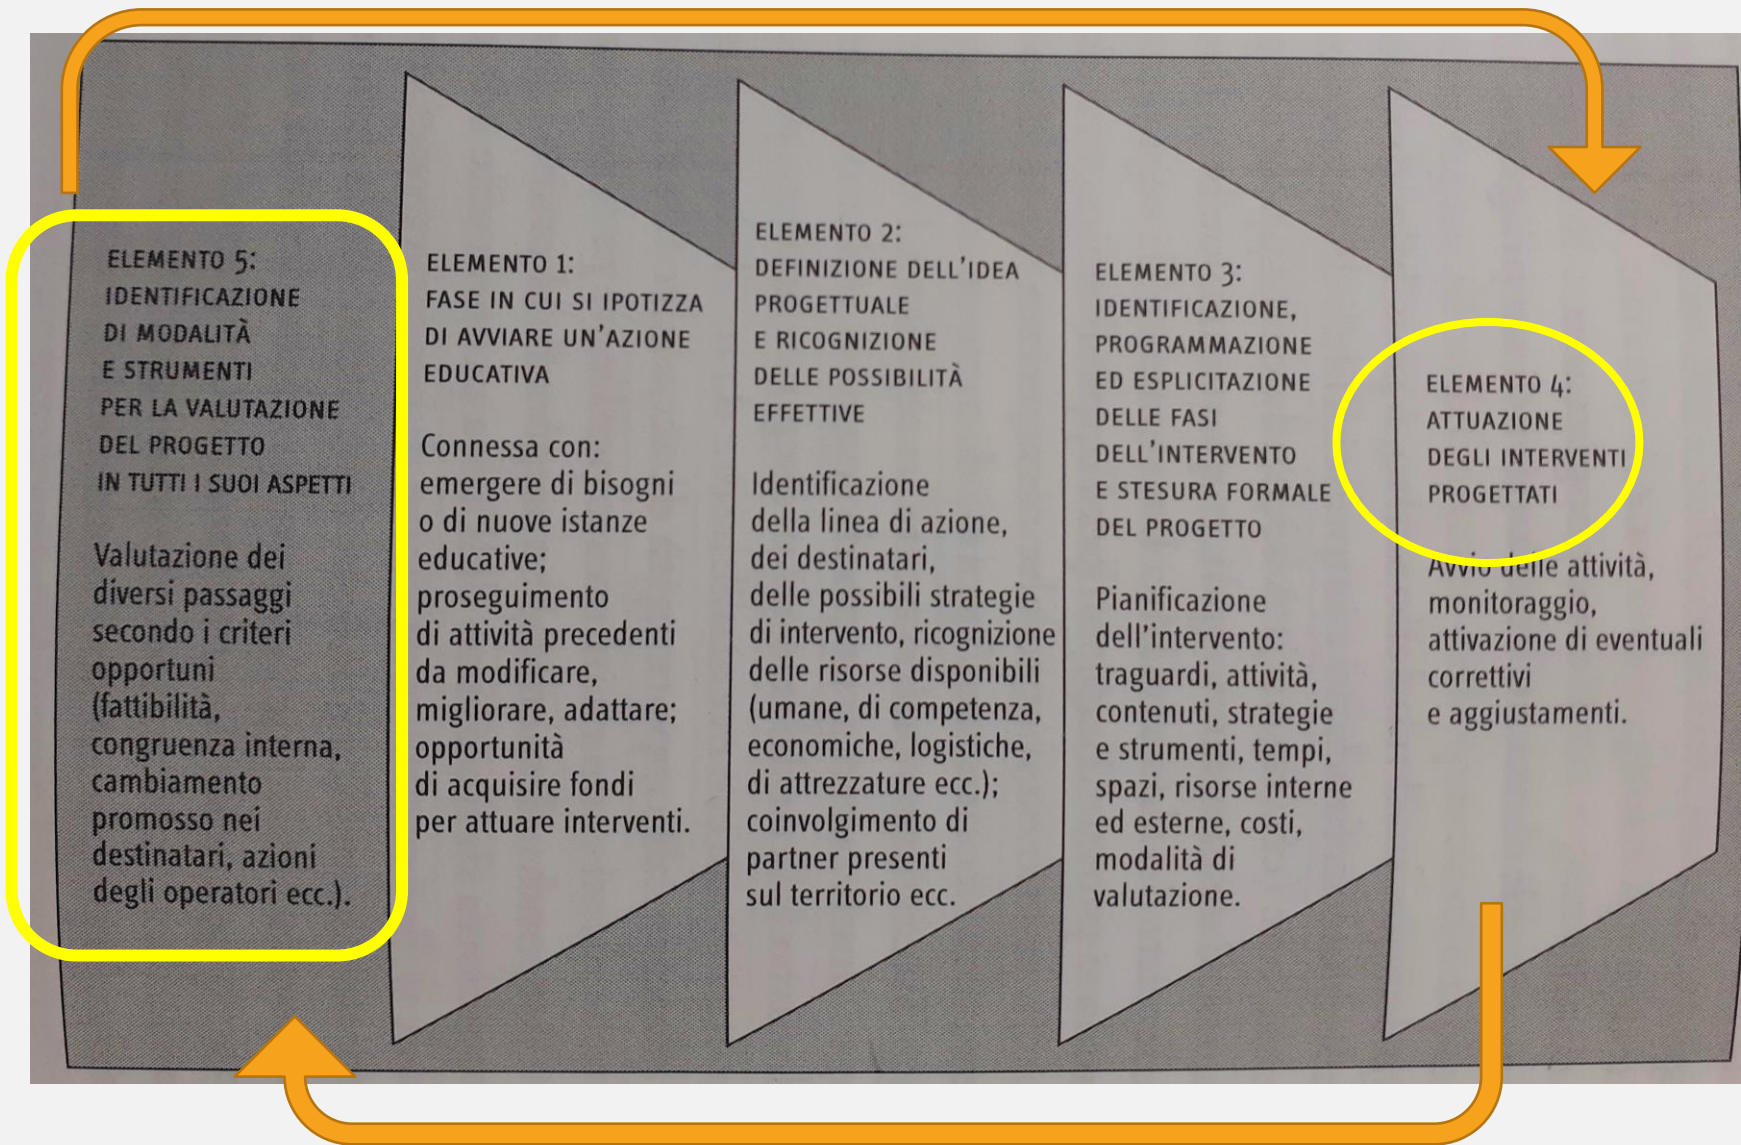 ELEMENTO 5:
IDENTIFICAZIONE
DI MODALITÀ
E STRUMENTI
PER LA VALUTAZIONE
DEL PROGETTO
IN TUTTI I SUOI ASPETTI
Valutazione dei
diversi passaggi
secondo i criteri
opportuni
(fattibilità,
congruenza interna,
cambiamento
promosso nei
destinatari, azioni
degli operatori ecc.).
ELEMENTO 1:
FASE IN CUI SI IPOTIZZA
DI AVVIARE UN'AZIONE
EDUCATIVA
Connessa con:
emergere di bisogni
o di nuove istanze
educative;
proseguimento
di attività precedenti
da modificare,
migliorare, adattare;
opportunità
di acquisire fondi
per attuare interventi.
ELEMENTO 2:
DEFINIZIONE DELL'IDEA
PROGETTUALE
E RICOGNIZIONE
DELLE POSSIBILITÀ
EFFETTIVE
Identificazione
della linea di azione,
dei destinatari,
delle possibili strategie
di intervento, ricognizione
delle risorse disponibili
(umane, di competenza,
economiche, logistiche,
di attrezzature ecc.);
coinvolgimento di
partner presenti
sul territorio ecc.
ELEMENTO 3:
IDENTIFICAZIONE,
PROGRAMMAZIONE
ED ESPLICITAZIONE
DELLE FASI
DELL'INTERVENTO
E STESURA FORMALE
DEL PROGETTO
Pianificazione
dell'intervento:
traguardi, attività,
contenuti, strategie
e strumenti, tempi,
spazi, risorse interne
ed esterne, costi,
modalità di
valutazione.
ELEMENTO 4:
ATTUAZIONE
DEGLI INTERVENTI
PROGETTATI
Avvio delle attività,
monitoraggio,
attivazione di eventuali
correttivi
e aggiustamenti.